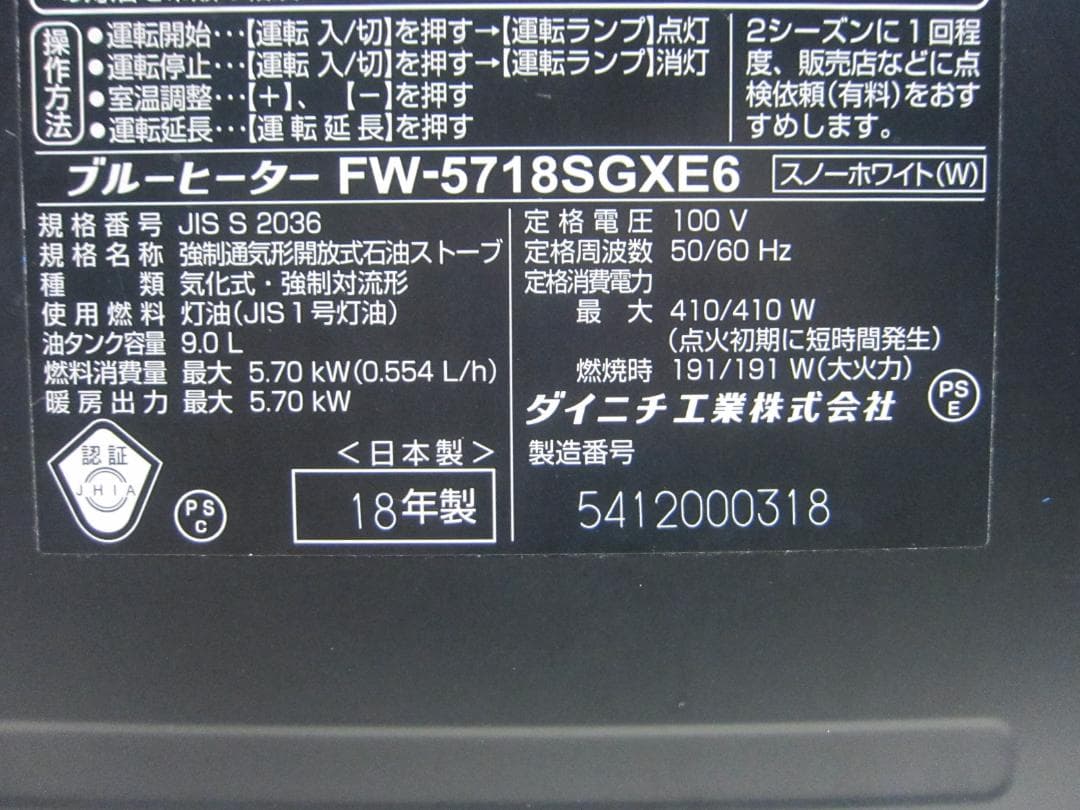 操作方法
●運転開始…【運転 入/切】を押す→【運転ランプ】点灯
●運転停止…【運転 入/切】を押す→【運転ランプ】消灯
●室温調整…【+】、【−】を押す
●運転延長…【運転延長】を押す
2シーズンに1回程
度、販売店などに点
検依頼(有料)をおす
すめします。
ブルーヒーター FW-5718SGXE6 スノーホワイト(W)
規格番号 JIS S 2036
規格名称 強制通気形開放式石油ストーブ
種類 気化式・強制対流形
使用燃料 灯油(JIS1号灯油)
油タンク容量 9.0 L
燃料消費量 最大 5.70 kW(0.554 L/h)
暖房出力 最大 5.70 kW
認証
JHIA
PS
C
<日本製>
18年製
定格電圧 100 V
定格周波数 50/60 Hz
定格消費電力
最大 410/410 W
(点火初期に短時間発生)
燃焼時 191/191 W(大火力)
ダイニチ工業株式会社
PS
E
製造番号
5412000318